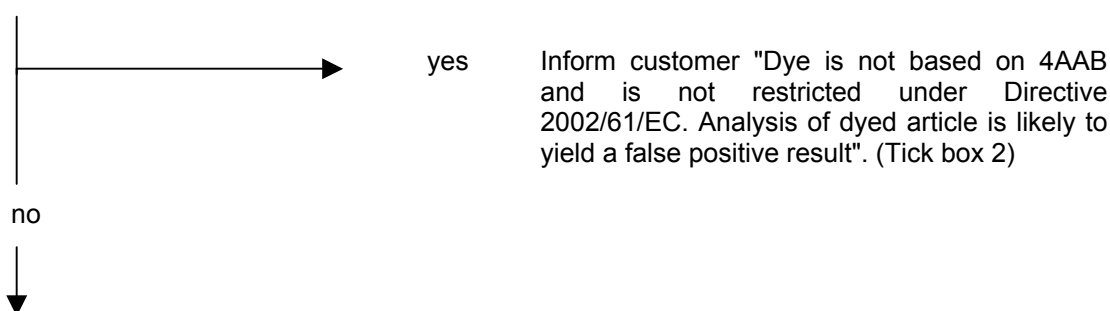 yes Inform customer "Dye is not based on 4AAB
and is not restricted under Directive
2002/61/EC. Analysis of dyed article is likely to
yield a false positive result". (Tick box 2)
no